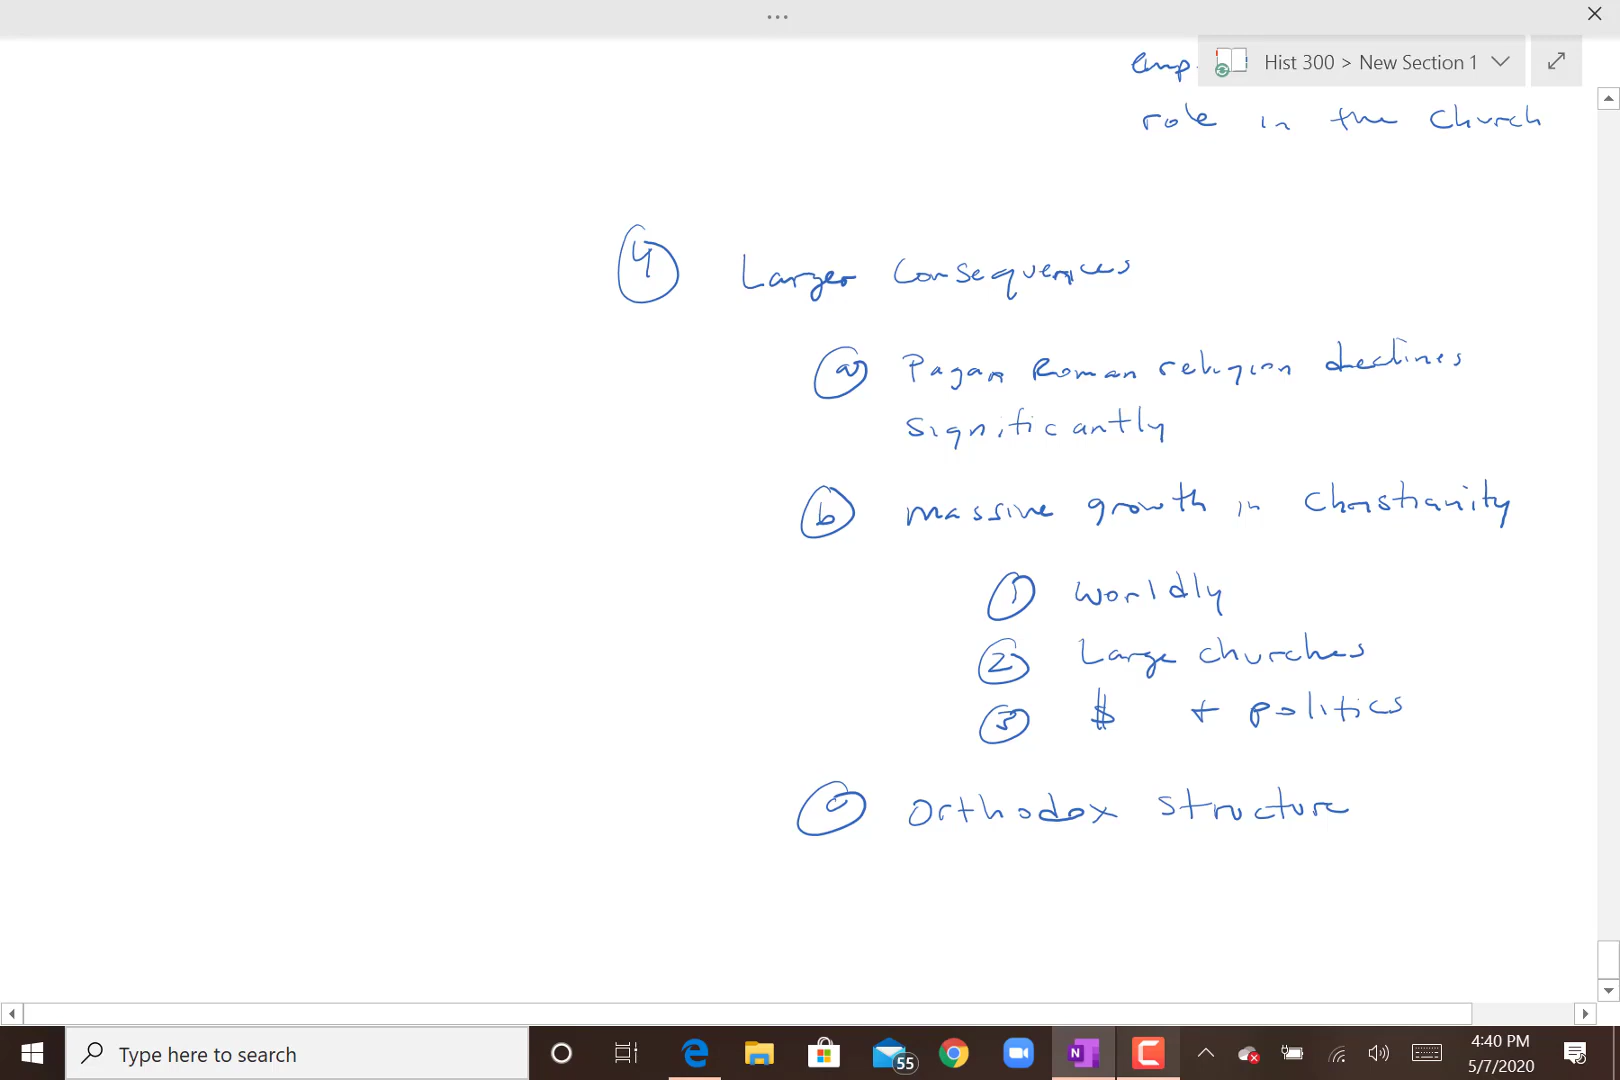 Hist 300 > New Section 1
emp
role in the church
4 Larger Consequences
a Pagan Roman religion declines
significantly
b massive growth in Christianity
1 worldly
2 Large churches
3 $ + politics
c Orthodox structure
Type here to search
55
4:40 PM
5/7/2020